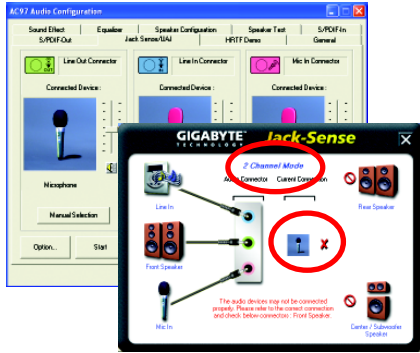 AC97 Audio Configuration
Sound Effect
Equalizer
Speaker Configuration
Speaker Test
S/PDIF-In
S/PDIF-Out
Jack Sense/UAJ
HRTF Demo
General
Line Out Connector
Line In Connector
Mic In Connector
OUT
IN
Connected Device :
Connected Device :
Connected Device :
Microphone
Manual Selection
Option...
Start
GIGABYTE
TECHNOLOGY
Jack-Sense
X
2 Channel Mode
Audio Connector
Current Connection
Line In
Rear Speaker
Front Speaker
The audio devices may not be connected
properly. Please refer to the correct connection
and check below connectors : Front Speaker.
Mic In
Center / Subwoofer
Speaker